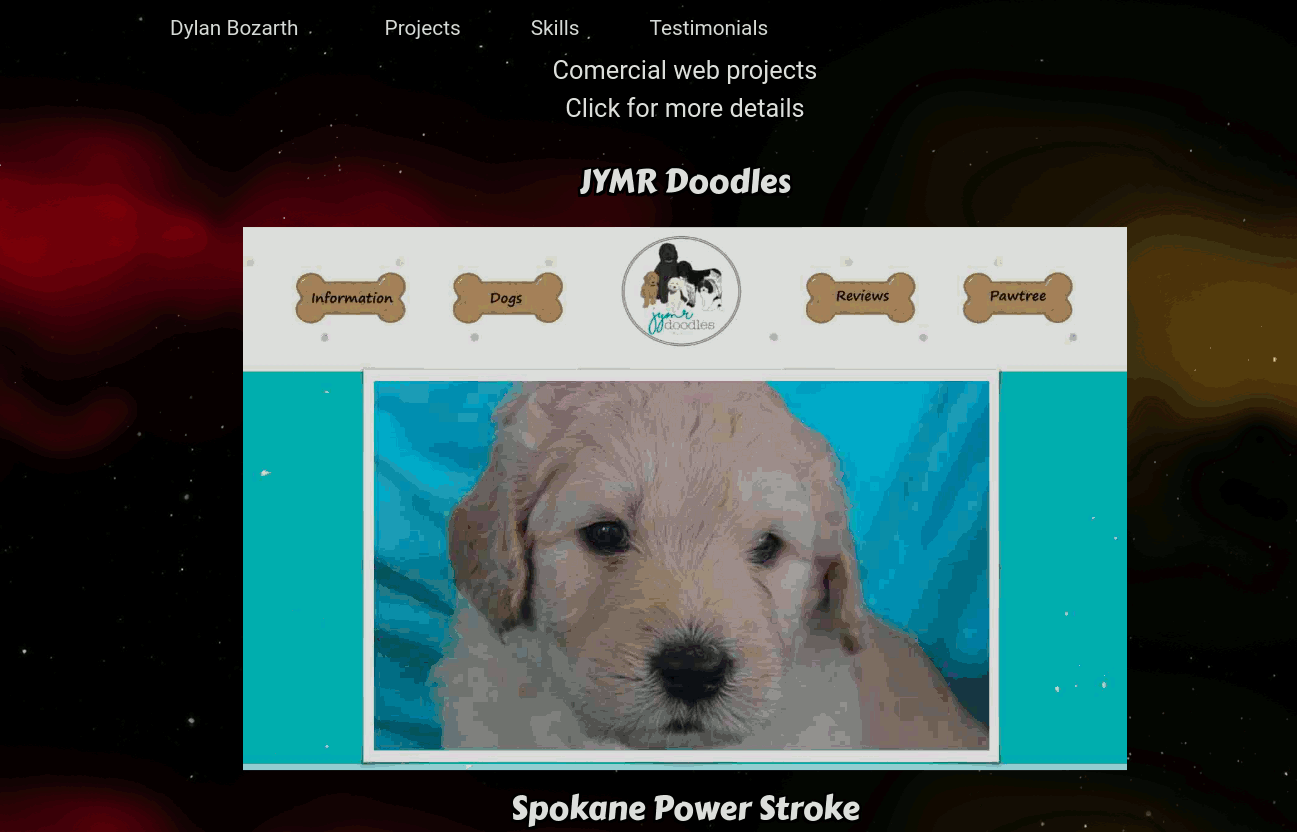 Dylan Bozarth Projects Skills Testimonials
Comercial web projects
Click for more details
JYMR Doodles
Information Dogs Reviews Pawtree
jymr
doodles
Spokane Power Stroke